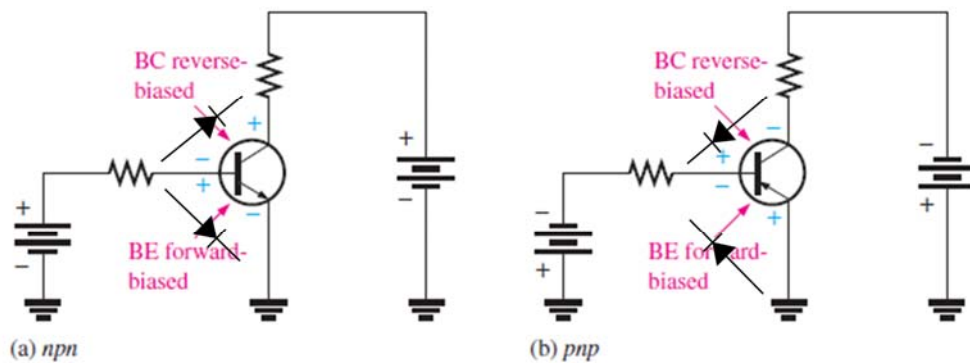 BC reverse-
biased
+
−
+
−
+
−
+
−
BE forward-
biased
(a) npn
BC reverse-
biased
−
+
−
+
−
+
−
+
BE forward-
biased
(b) pnp